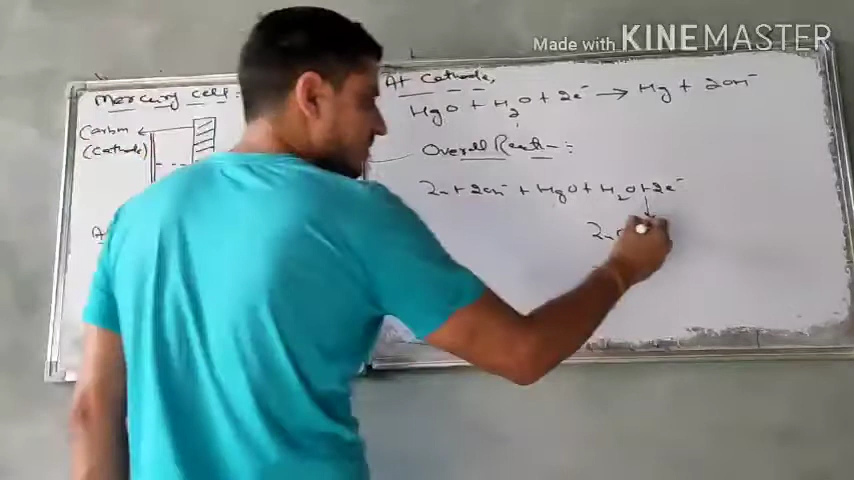 Made with KINEMASTER
Mercury cell :
Carbon
(Cathode)
At Cathode,
HgO + H2O + 2e- → Hg + 2OH-
Overall Reactn :
Zn + 2OH- + HgO + H2O + 2e-
↓
Zn